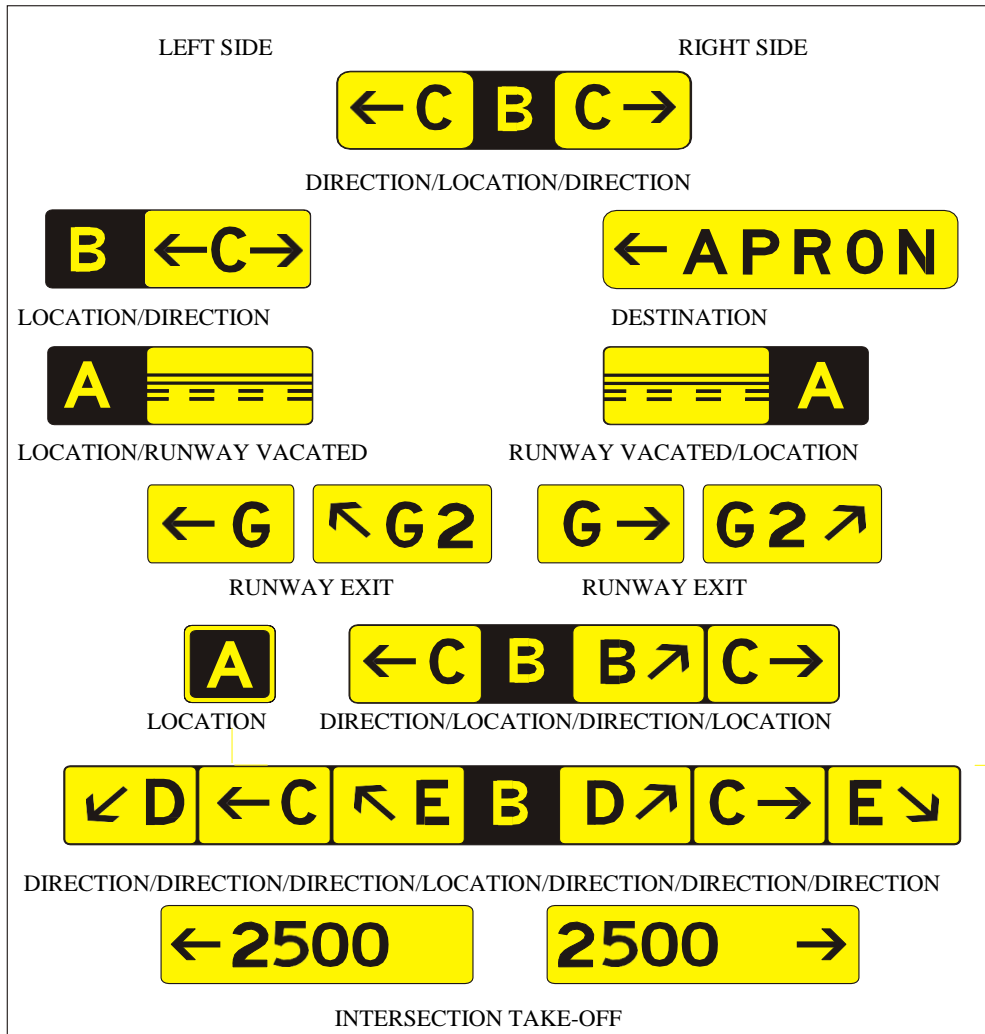 LEFT SIDE RIGHT SIDE
←C B C→
DIRECTION/LOCATION/DIRECTION
B ←C→ ←APRON
LOCATION/DIRECTION DESTINATION
A A
LOCATION/RUNWAY VACATED RUNWAY VACATED/LOCATION
←G ↖G2 G→ G2↗
RUNWAY EXIT RUNWAY EXIT
A ←C B B↗ C→
LOCATION DIRECTION/LOCATION/DIRECTION/LOCATION
↙D ←C ↖E B D↗ C→ E↘
DIRECTION/DIRECTION/DIRECTION/LOCATION/DIRECTION/DIRECTION/DIRECTION
←2500 2500 →
INTERSECTION TAKE-OFF